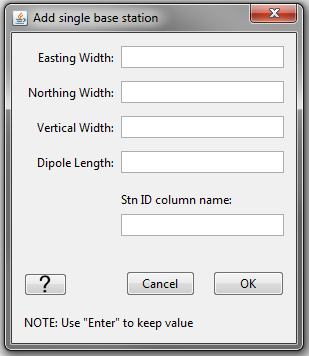 Add single base station
Easting Width:
Northing Width:
Vertical Width:
Dipole Length:
Stn ID column name:
? Cancel OK
NOTE: Use "Enter" to keep value